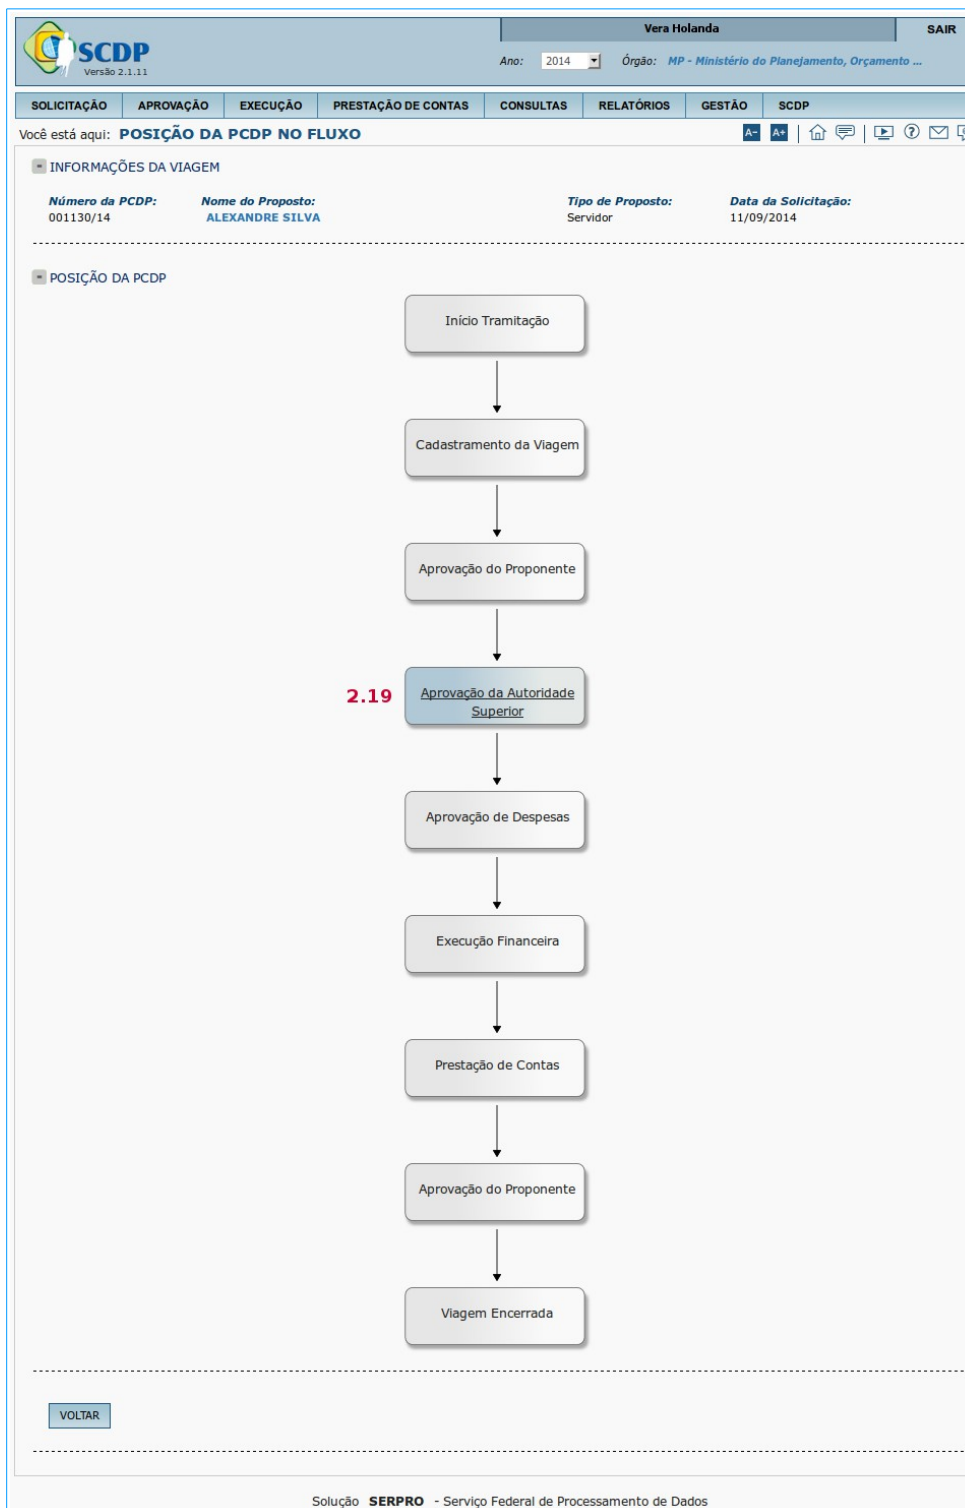 Vera Holanda
SAIR
SCDP
Versão 2.1.11
Ano: 2014 Órgão: MP - Ministério do Planejamento, Orçamento ...
SOLICITAÇÃO APROVAÇÃO EXECUÇÃO PRESTAÇÃO DE CONTAS CONSULTAS RELATÓRIOS GESTÃO SCDP
Você está aqui: POSIÇÃO DA PCDP NO FLUXO A- A+ ?
- INFORMAÇÕES DA VIAGEM
Número da PCDP: Nome do Proposto: Tipo de Proposto: Data da Solicitação:
001130/14 ALEXANDRE SILVA Servidor 11/09/2014
- POSIÇÃO DA PCDP
Início Tramitação
Cadastramento da Viagem
Aprovação do Proponente
2.19 Aprovação da Autoridade
Superior
Aprovação de Despesas
Execução Financeira
Prestação de Contas
Aprovação do Proponente
Viagem Encerrada
VOLTAR
Solução SERPRO - Serviço Federal de Processamento de Dados